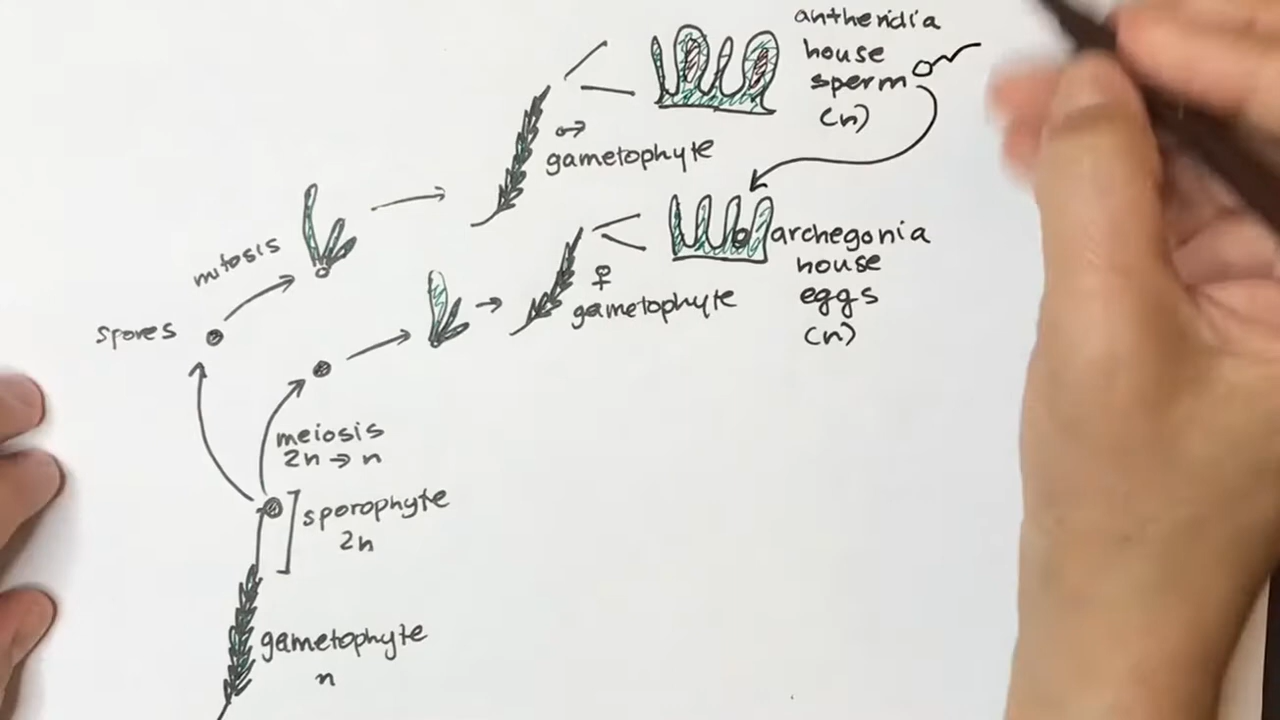 antheridia
house
sperm
(n)
♂
gametophyte
archegonia
house
eggs
(n)
♀
gametophyte
mitosis
spores
meiosis
2n → n
sporophyte
2n
gametophyte
n